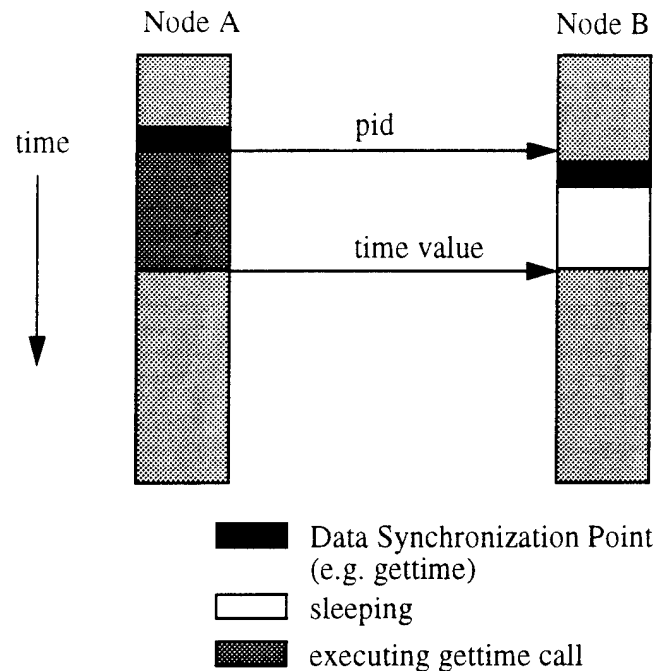 Node A
Node B
time
pid
time value
Data Synchronization Point
(e.g. gettime)
sleeping
executing gettime call